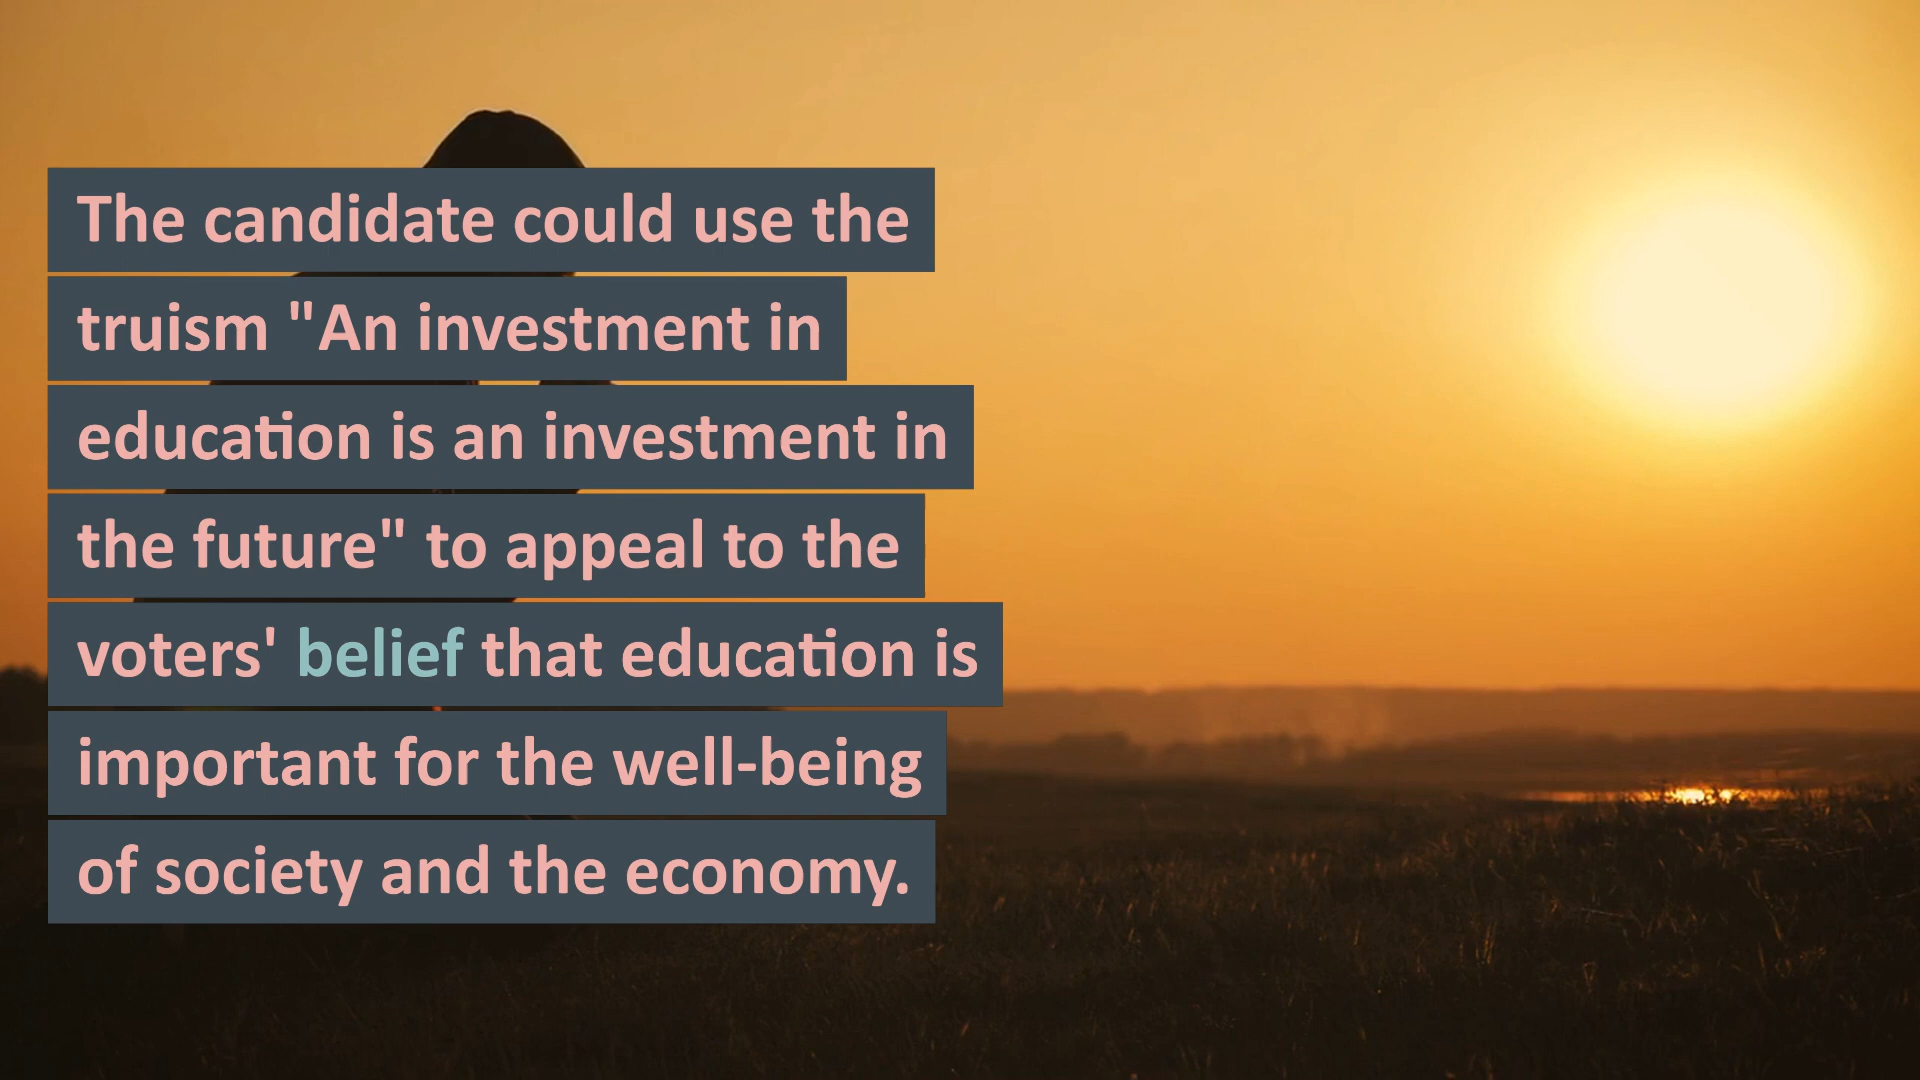 The candidate could use the
truism "An investment in
education is an investment in
the future" to appeal to the
voters' belief that education is
important for the well-being
of society and the economy.